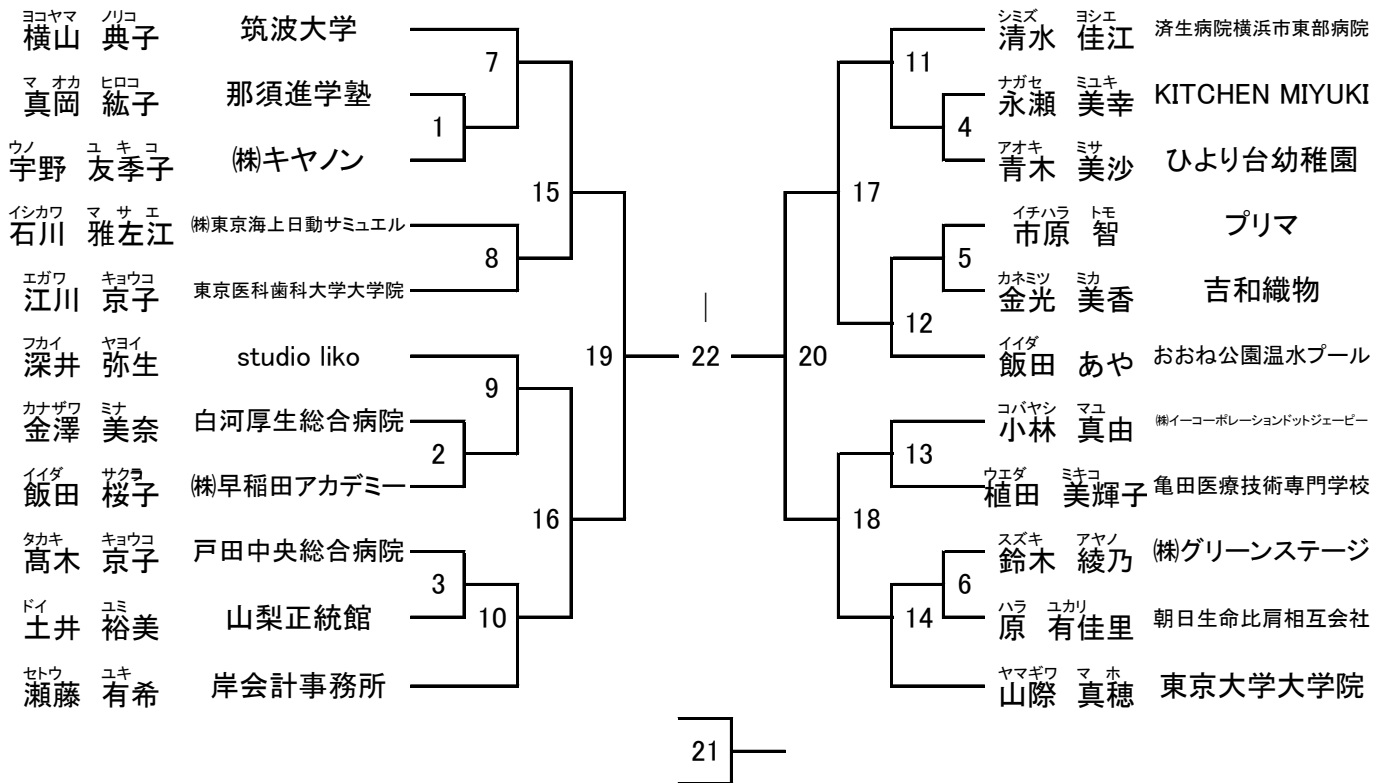 ヨコヤマ ノリコ
横山 典子 筑波大学
7
マ オカ ヒロコ
真岡 紘子 那須進学塾
1
ウノ ユ キ コ
宇野 友季子 ㈱キヤノン
15
イシカワ マ サ エ
石川 雅左江 ㈱東京海上日動サミュエル
8
エガワ キョウコ
江川 京子 東京医科歯科大学大学院
19
フカイ ヤヨイ
深井 弥生 studio liko
9
カナザワ ミナ
金澤 美奈 白河厚生総合病院
2
イイダ サクラ
飯田 桜子 ㈱早稲田アカデミー
16
タカキ キョウコ
髙木 京子 戸田中央総合病院
3
ドイ ユミ
土井 裕美 山梨正統館
10
セトウ ユキ
瀬藤 有希 岸会計事務所
22
シミズ ヨシエ
清水 佳江 済生病院横浜市東部病院
11
ナガセ ミユキ
永瀬 美幸 KITCHEN MIYUKI
4
アオキ ミサ
青木 美沙 ひより台幼稚園
17
イチハラ トモ
市原 智 プリマ
5
カネミツ ミカ
金光 美香 吉和織物
12
イイダ
飯田 あや おおね公園温水プール
20
コバヤシ マユ
小林 真由 ㈱イーコーポレーションドットジェーピー
13
ウエダ ミキコ
植田 美輝子 亀田医療技術専門学校
18
スズキ アヤノ
鈴木 綾乃 ㈱グリーンステージ
6
ハラ ユカリ
原 有佳里 朝日生命比肩相互会社
14
ヤマギワ マ ホ
山際 真穂 東京大学大学院
21